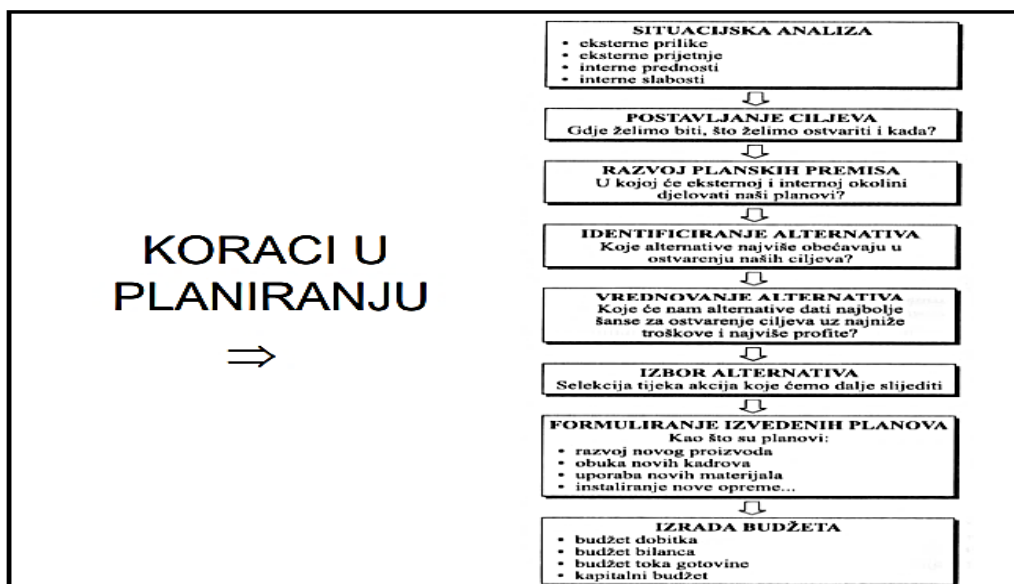 KORACI U
PLANIRANJU
⇒
SITUACIJSKA ANALIZA
• eksterne prilike
• eksterne prijetnje
• interne prednosti
• interne slabosti
POSTAVLJANJE CILJEVA
Gdje želimo biti, što želimo ostvariti i kada?
RAZVOJ PLANSKIH PREMISA
U kojoj će eksternoj i internoj okolini
djelovati naši planovi?
IDENTIFICIRANJE ALTERNATIVA
Koje alternative najviše obećavaju u
ostvarenju naših ciljeva?
VREDNOVANJE ALTERNATIVA
Koje će nam alternative dati najbolje
šanse za ostvarenje ciljeva uz najniže
troškove i najviše profite?
IZBOR ALTERNATIVA
Selekcija tijeka akcija koje ćemo dalje slijediti
FORMULIRANJE IZVEDENIH PLANOVA
Kao što su planovi:
• razvoj novog proizvoda
• obuka novih kadrova
• uporaba novih materijala
• instaliranje nove opreme...
IZRADA BUDŽETA
• budžet dobitka
• budžet bilanca
• budžet toka gotovine
• kapitalni budžet